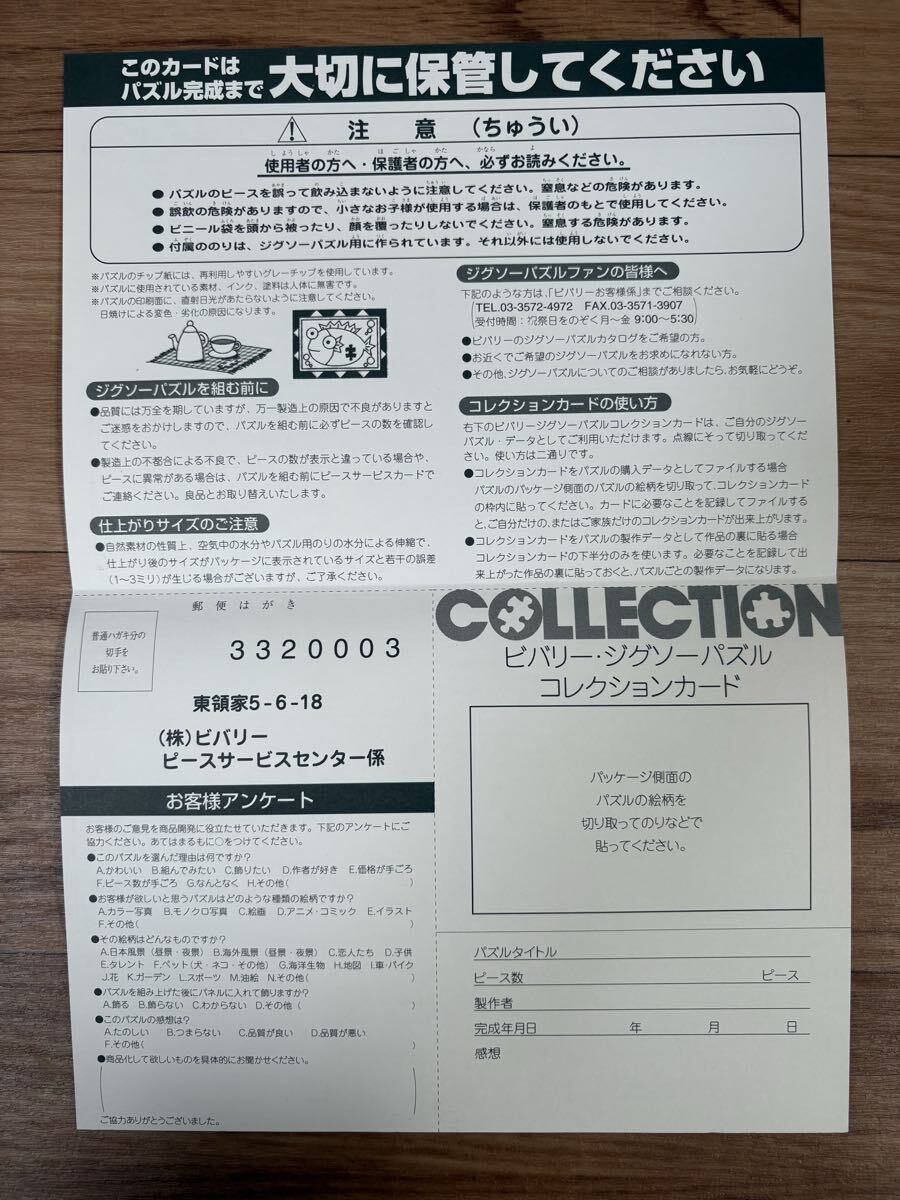 このカードは
パズル完成まで大切に保管してください
注意（ちゅうい）
使用者の方へ・保護者の方へ、必ずお読みください。
●パズルのピースを誤って飲み込まないように注意してください。窒息などの危険があります。
●誤飲の危険がありますので、小さなお子様が使用する場合は、保護者のもとで使用してください。
●ビニール袋を頭から被ったり、顔を覆ったりしないでください。窒息する危険があります。
●付属ののりは、ジグソーパズル用に作られています。それ以外には使用しないでください。
※パズルのチップ紙には、再利用しやすいグレーチップを使用しています。
※パズルに使用されている素材、インク、塗料は人体に無害です。
※パズルの印刷面に、直射日光があたらないように注意してください。
日焼けによる変色・劣化の原因になります。
ジグソーパズルを組む前に
●品質には万全を期していますが、万一製造上の原因で不良がありますと
ご迷惑をおかけしますので、パズルを組む前に必ずピースの数を確認し
てください。
●製造上の不都合による不良で、ピースの数が表示と違っている場合や、
ピースに異常がある場合は、パズルを組む前にピースサービスカードで
ご連絡ください。良品とお取り替えいたします。
仕上がりサイズのご注意
●自然素材の性質上、空気中の水分やパズル用のりの水分による伸縮で、
仕上がり後のサイズがパッケージに表示されているサイズと若干の誤差
（1〜3ミリ）が生じる場合がございますが、ご了承ください。
ジグソーパズルファンの皆様へ
下記のような方は、「ビバリーお客様係」までご相談ください。
TEL.03-3572-4972 FAX.03-3571-3907
受付時間：祝祭日をのぞく月〜金 9:00〜5:30
●ビバリーのジグソーパズルカタログをご希望の方。
●お近くでご希望のジグソーパズルをお求めになれない方。
●その他、ジグソーパズルについてのご相談がありましたら、お気軽にどうぞ。
コレクションカードの使い方
右下のビバリージグソーパズルコレクションカードは、ご自分のジグソー
パズル・データとしてご利用いただけます。点線にそって切り取ってくだ
さい。使い方は二通りです。
●コレクションカードをパズルの購入データとしてファイルする場合
パズルのパッケージ側面のパズルの絵柄を切り取って、コレクションカード
の枠内に貼ってください。カードに必要なことを記録してファイルする
と、ご自分だけの、またはご家族だけのコレクションカードが出来上がります。
●コレクションカードをパズルの製作データとして作品の裏に貼る場合
コレクションカードの下半分のみを使います。必要なことを記録して出
来上がった作品の裏に貼っておくと、パズルごとの製作データになります。
郵便はがき
普通ハガキ分の
切手を
お貼り下さい。
3320003
東領家5-6-18
（株）ビバリー
ピースサービスセンター係
お客様アンケート
お客様のご意見を商品開発に役立たせていただきます。下記のアンケートにご
協力ください。あてはまるもに○をつけてください。
●このパズルを選んだ理由は何ですか？
A.かわいい B.組んでみたい C.飾りたい D.作者が好き E.価格が手ごろ
F.ピース数が手ごろ G.なんとなく H.その他（ ）
●お客様が欲しいと思うパズルはどのような種類の絵柄ですか？
A.カラー写真 B.モノクロ写真 C.絵画 D.アニメ・コミック E.イラスト
F.その他（ ）
●その絵柄はどんなものですか？
A.日本風景（昼景・夜景） B.海外風景（昼景・夜景） C.恋人たち D.子供
E.タレント F.ペット（犬・ネコ・その他） G.海洋生物 H.地図 I.車・バイク
J.花 K.ガーデン L.スポーツ M.油絵 N.その他（ ）
●パズルを組み上げた後にパネルに入れて飾りますか？
A.飾る B.飾らない C.わからない D.その他（ ）
●このパズルの感想は？
A.たのしい B.つまらない C.品質が良い D.品質が悪い
F.その他（ ）
●商品化して欲しいものを具体的にお聞かせください。
ご協力ありがとうございました。
COLLECTION
ビバリー・ジグソーパズル
コレクションカード
パッケージ側面の
パズルの絵柄を
切り取ってのりなどで
貼ってください。
パズルタイトル
ピース数 ピース
製作者
完成年月日 年 月 日
感想